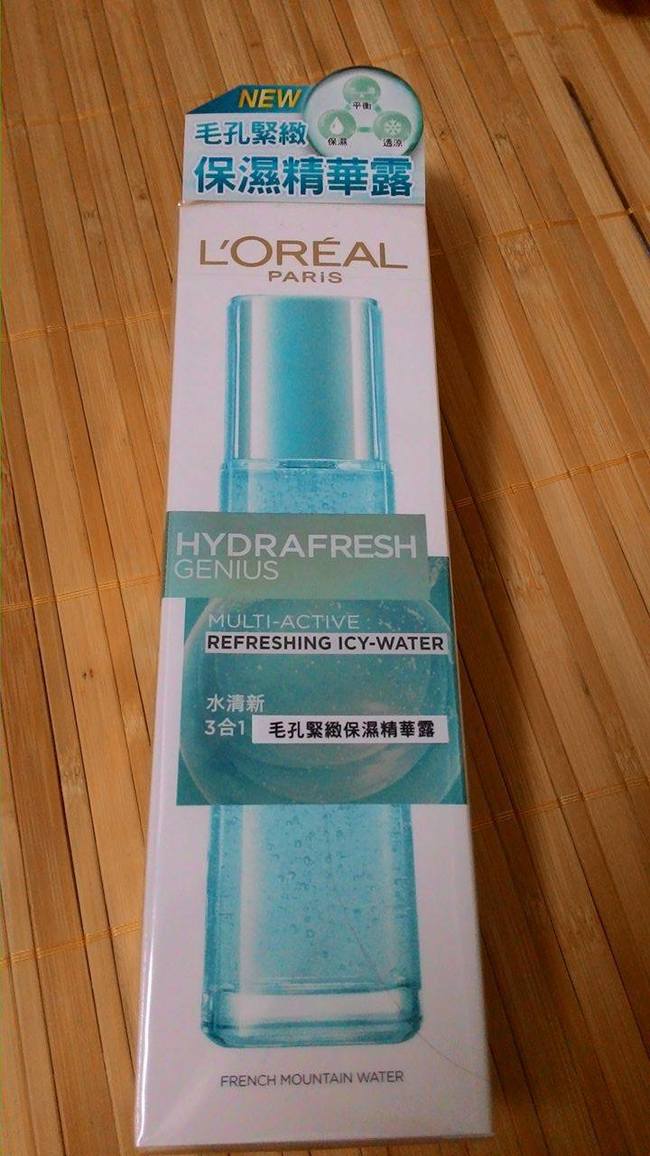 NEW
平衡
保濕
透涼
毛孔緊緻
保濕精華露
L'ORÉAL
PARiS
HYDRAFRESH
GENIUS
MULTI-ACTIVE
REFRESHING ICY-WATER
水清新
3合1 毛孔緊緻保濕精華露
FRENCH MOUNTAIN WATER